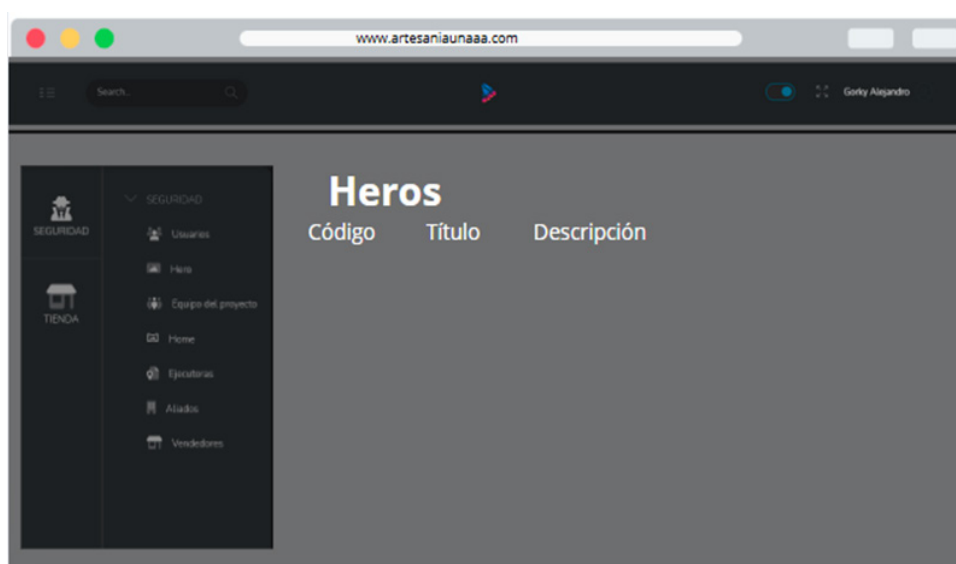 www.artesaniaunaaa.com
Search..
Gorky Alejandro
SEGURIDAD
TIENDA
SEGURIDAD
Usuarios
Hero
Equipo del proyecto
Home
Ejecutoras
Aliados
Vendedores
Heros
Código Título Descripción